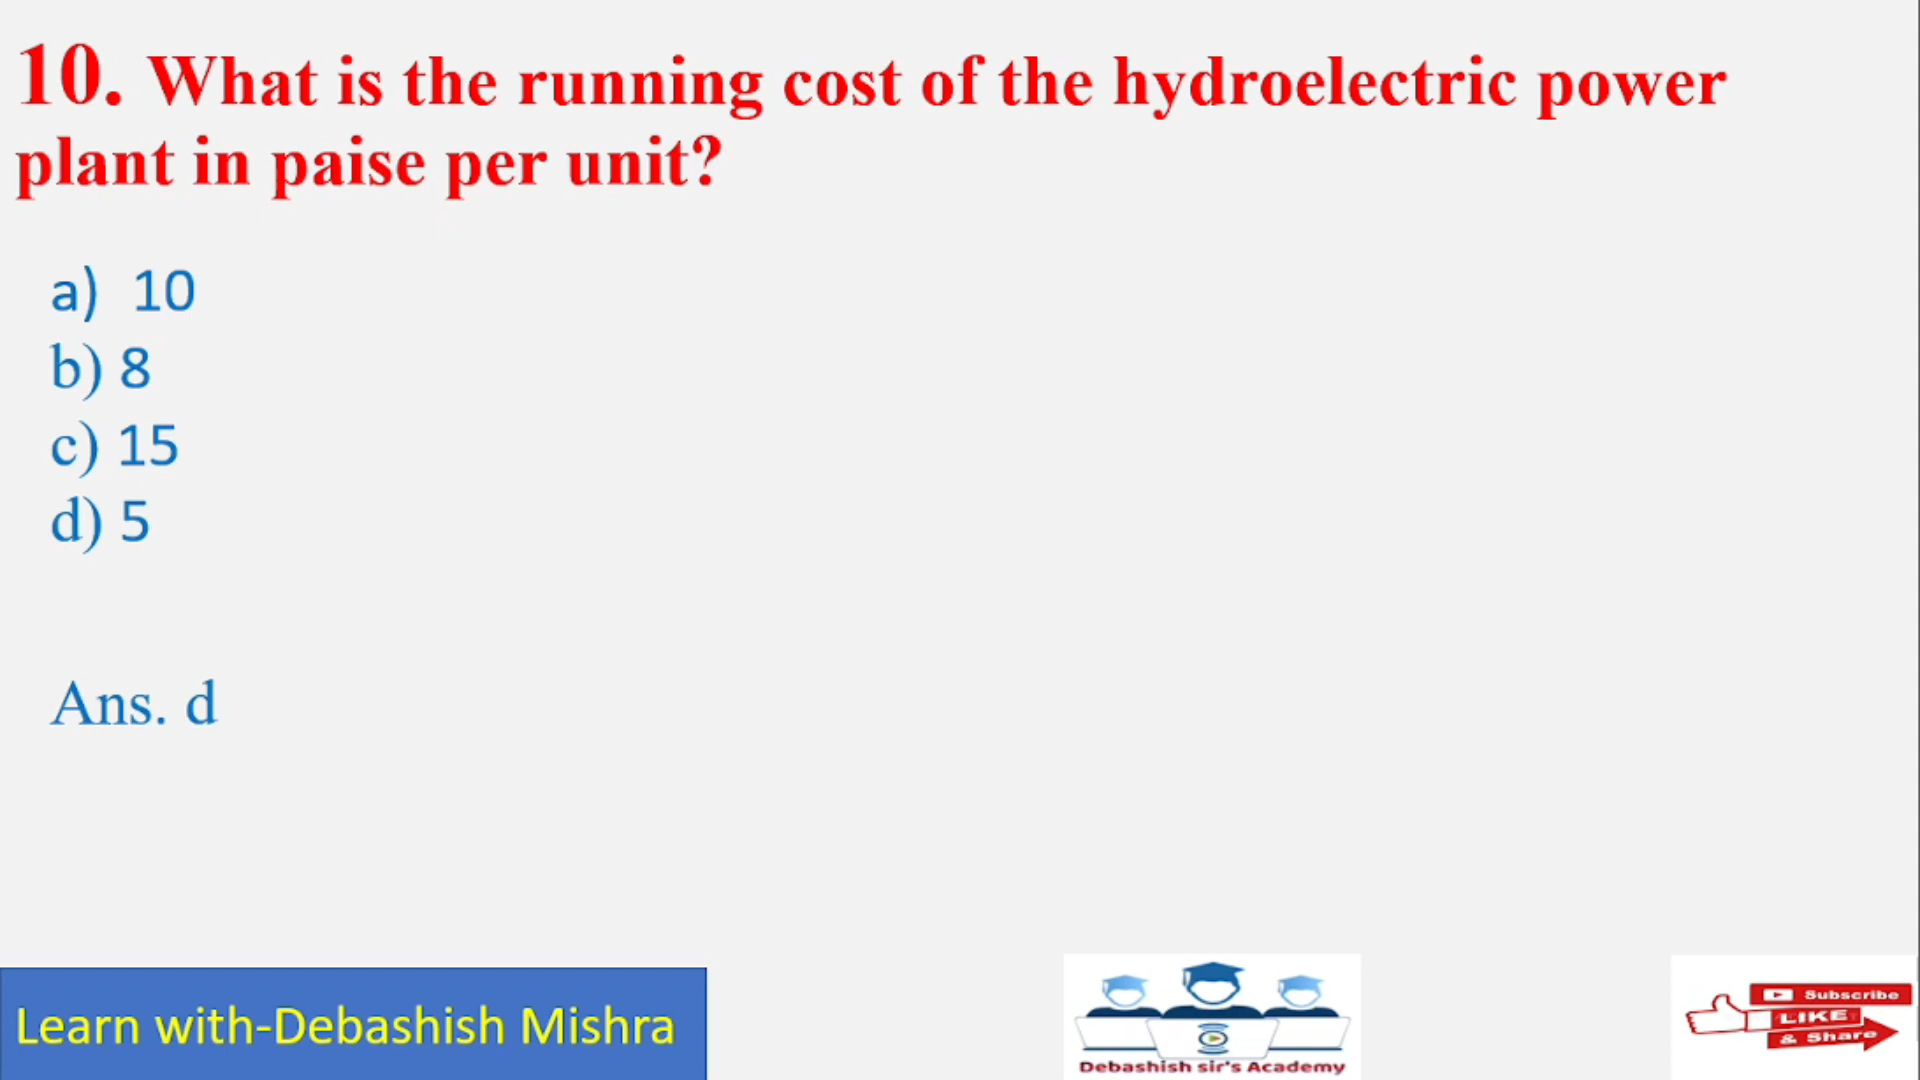 10. What is the running cost of the hydroelectric power
plant in paise per unit?
a) 10
b) 8
c) 15
d) 5
Ans. d
Learn with-Debashish Mishra
Debashish sir's Academy
Subscribe
LIKE
& Share